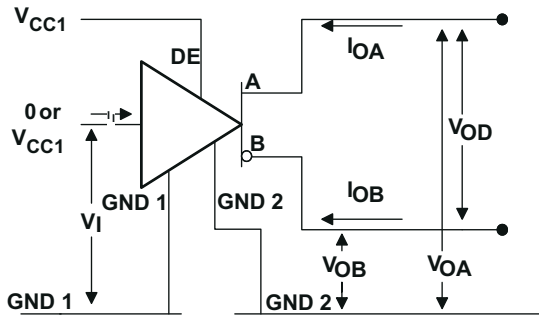 VCC1
DE
IOA
A
0 or
VCC1
II
VOD
B
GND 1
GND 2
IOB
VI
VOB
VOA
GND 1
GND 2